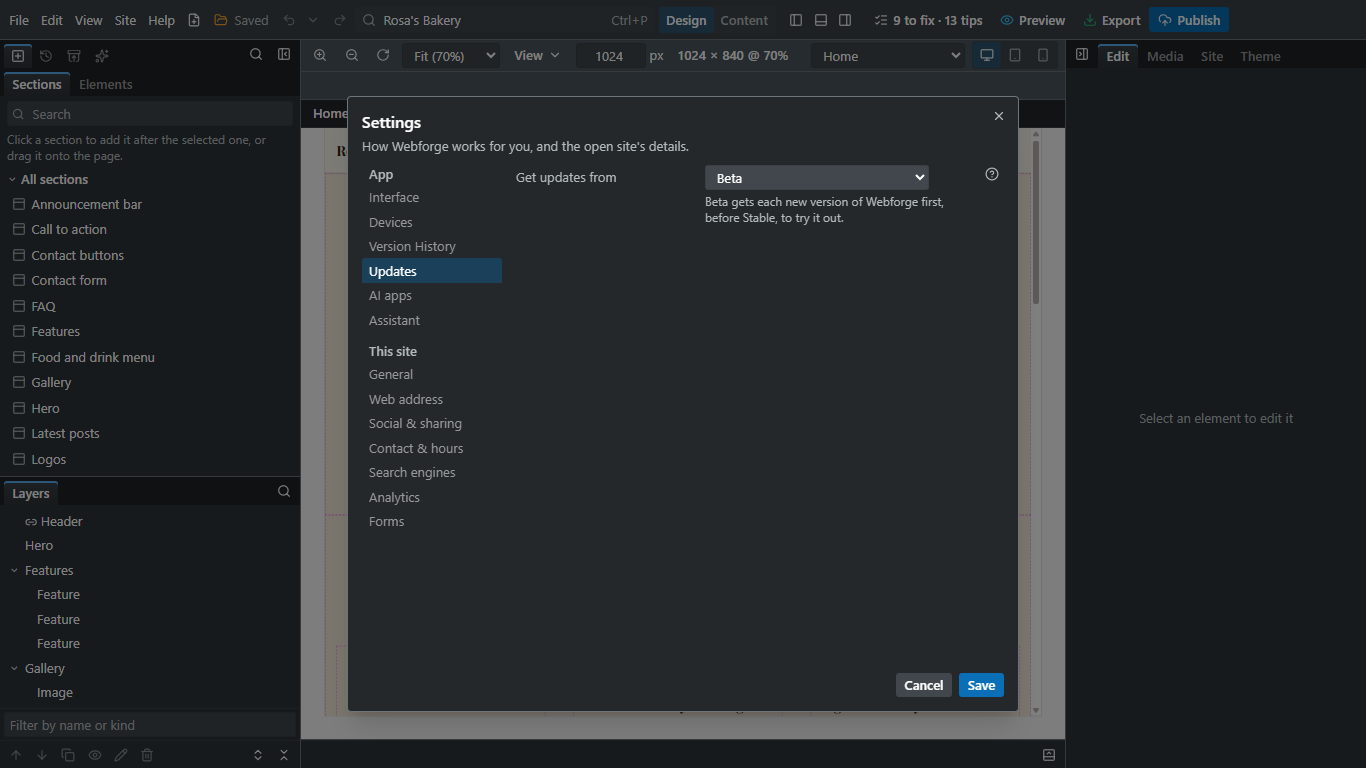 File Edit View Site Help Saved Rosa's Bakery Ctrl+P Design Content 9 to fix · 13 tips Preview Export Publish
Fit (70%) View 1024 px 1024 × 840 @ 70% Home Edit Media Site Theme
Sections Elements
Search
Click a section to add it after the selected one, or
drag it onto the page.
All sections
Announcement bar
Call to action
Contact buttons
Contact form
FAQ
Features
Food and drink menu
Gallery
Hero
Latest posts
Logos
Layers
Header
Hero
Features
Feature
Feature
Feature
Gallery
Image
Filter by name or kind
Home
Settings
How Webforge works for you, and the open site's details.
App
Interface
Devices
Version History
Updates
AI apps
Assistant
This site
General
Web address
Social & sharing
Contact & hours
Search engines
Analytics
Forms
Get updates from Beta
Beta gets each new version of Webforge first,
before Stable, to try it out.
Cancel Save
Select an element to edit it